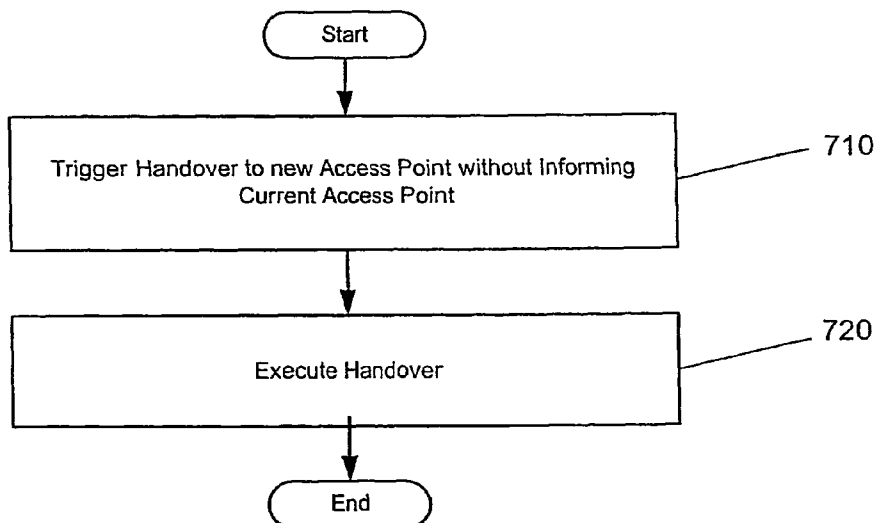 Start
Trigger Handover to new Access Point without Informing
Current Access Point
710
Execute Handover
720
End